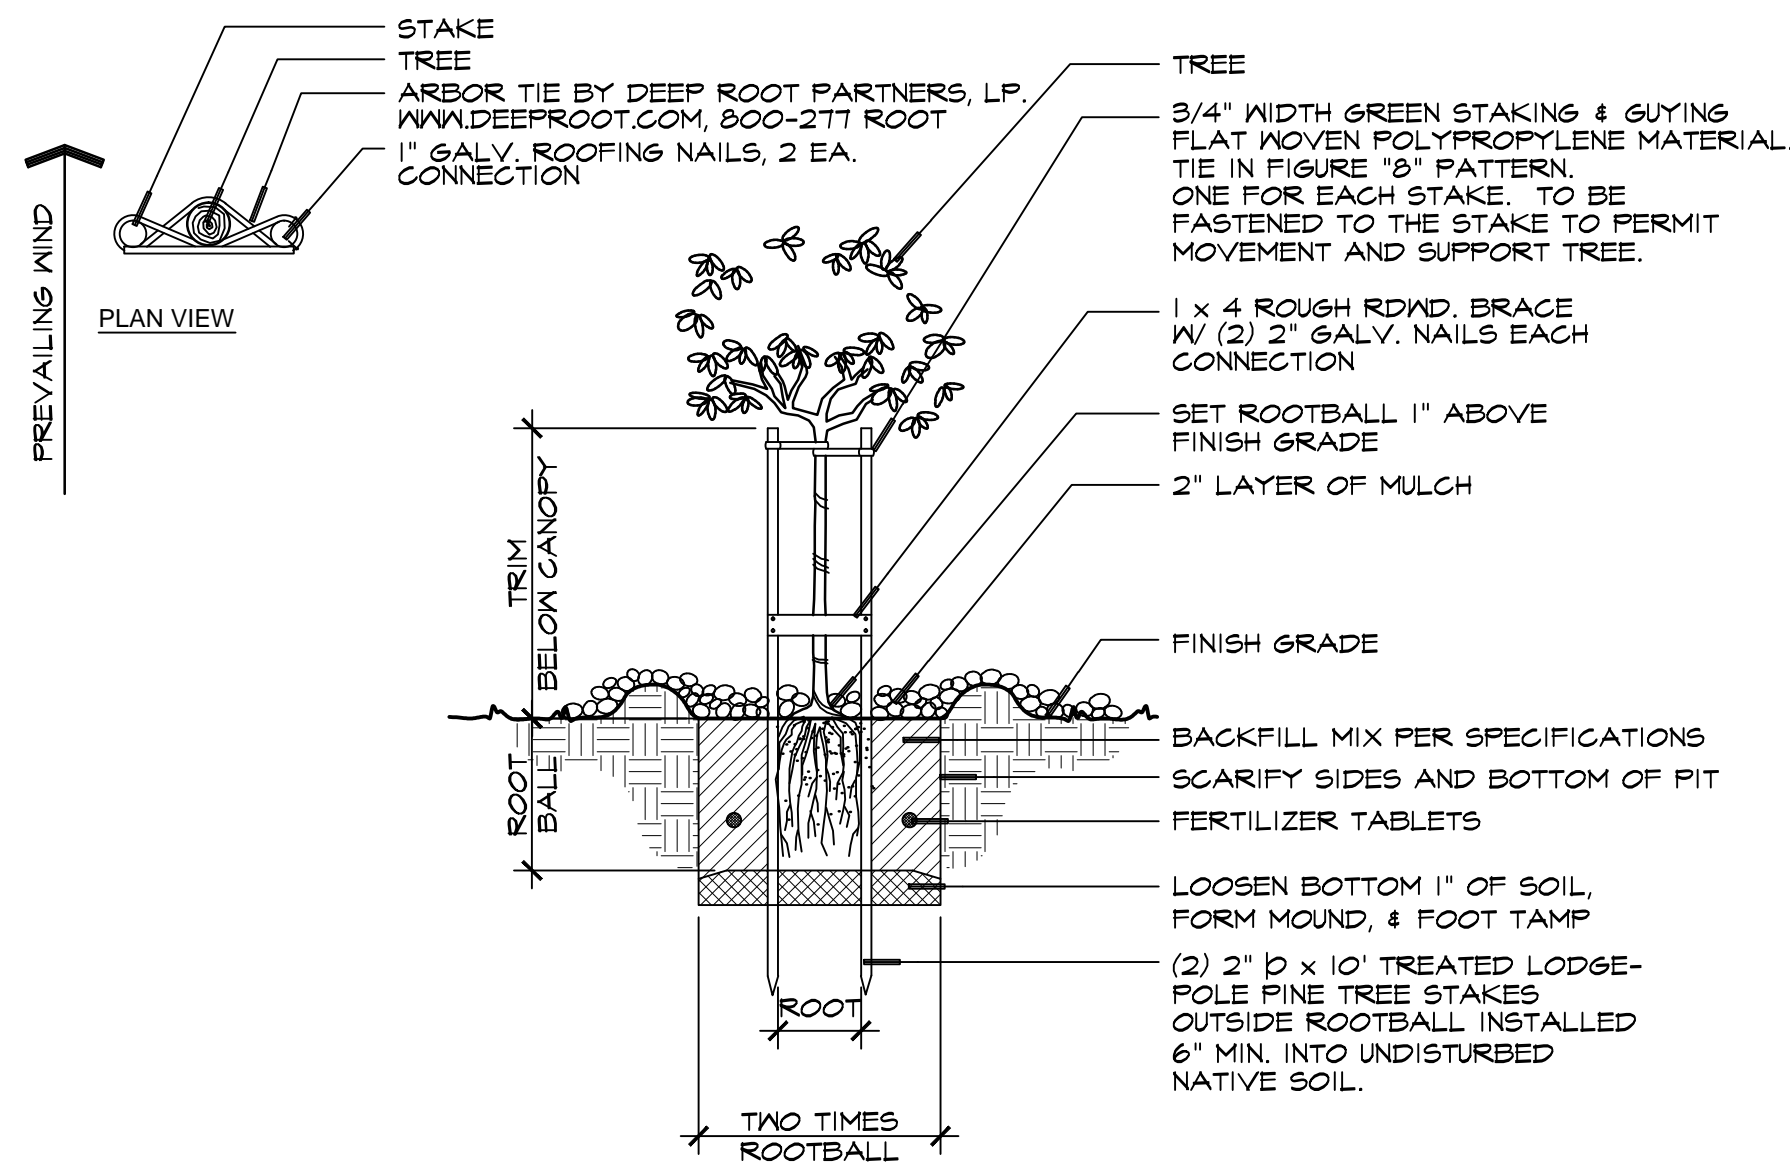 STAKE
TREE
ARBOR TIE BY DEEP ROOT PARTNERS, LP.
WWW.DEEPROOT.COM, 800-277 ROOT
1" GALV. ROOFING NAILS, 2 EA.
CONNECTION
PREVAILING WIND
PLAN VIEW
TREE
3/4" WIDTH GREEN STAKING & GUYING
FLAT WOVEN POLYPROPYLENE MATERIAL.
TIE IN FIGURE "8" PATTERN.
ONE FOR EACH STAKE. TO BE
FASTENED TO THE STAKE TO PERMIT
MOVEMENT AND SUPPORT TREE.
1 x 4 ROUGH RDWD. BRACE
W/ (2) 2" GALV. NAILS EACH
CONNECTION
SET ROOTBALL 1" ABOVE
FINISH GRADE
2" LAYER OF MULCH
TRIM
BELOW CANOPY
FINISH GRADE
ROOT
BALL
BACKFILL MIX PER SPECIFICATIONS
SCARIFY SIDES AND BOTTOM OF PIT
FERTILIZER TABLETS
LOOSEN BOTTOM 1" OF SOIL,
FORM MOUND, & FOOT TAMP
(2) 2" Ø x 10' TREATED LODGE-
POLE PINE TREE STAKES
OUTSIDE ROOTBALL INSTALLED
6" MIN. INTO UNDISTURBED
NATIVE SOIL.
ROOT
TWO TIMES
ROOTBALL